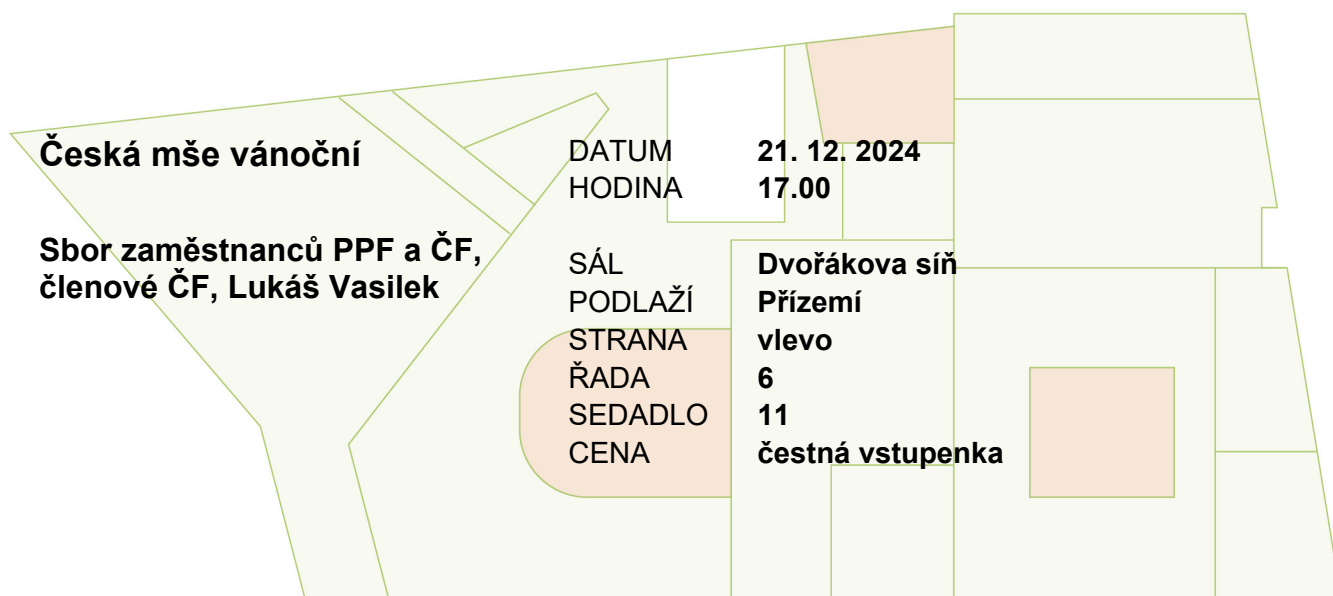 Česká mše vánoční
Sbor zaměstnanců PPF a ČF,
členové ČF, Lukáš Vasilek
DATUM 21. 12. 2024
HODINA 17.00
SÁL Dvořákova síň
PODLAŽÍ Přízemí
STRANA vlevo
ŘADA 6
SEDADLO 11
CENA čestná vstupenka